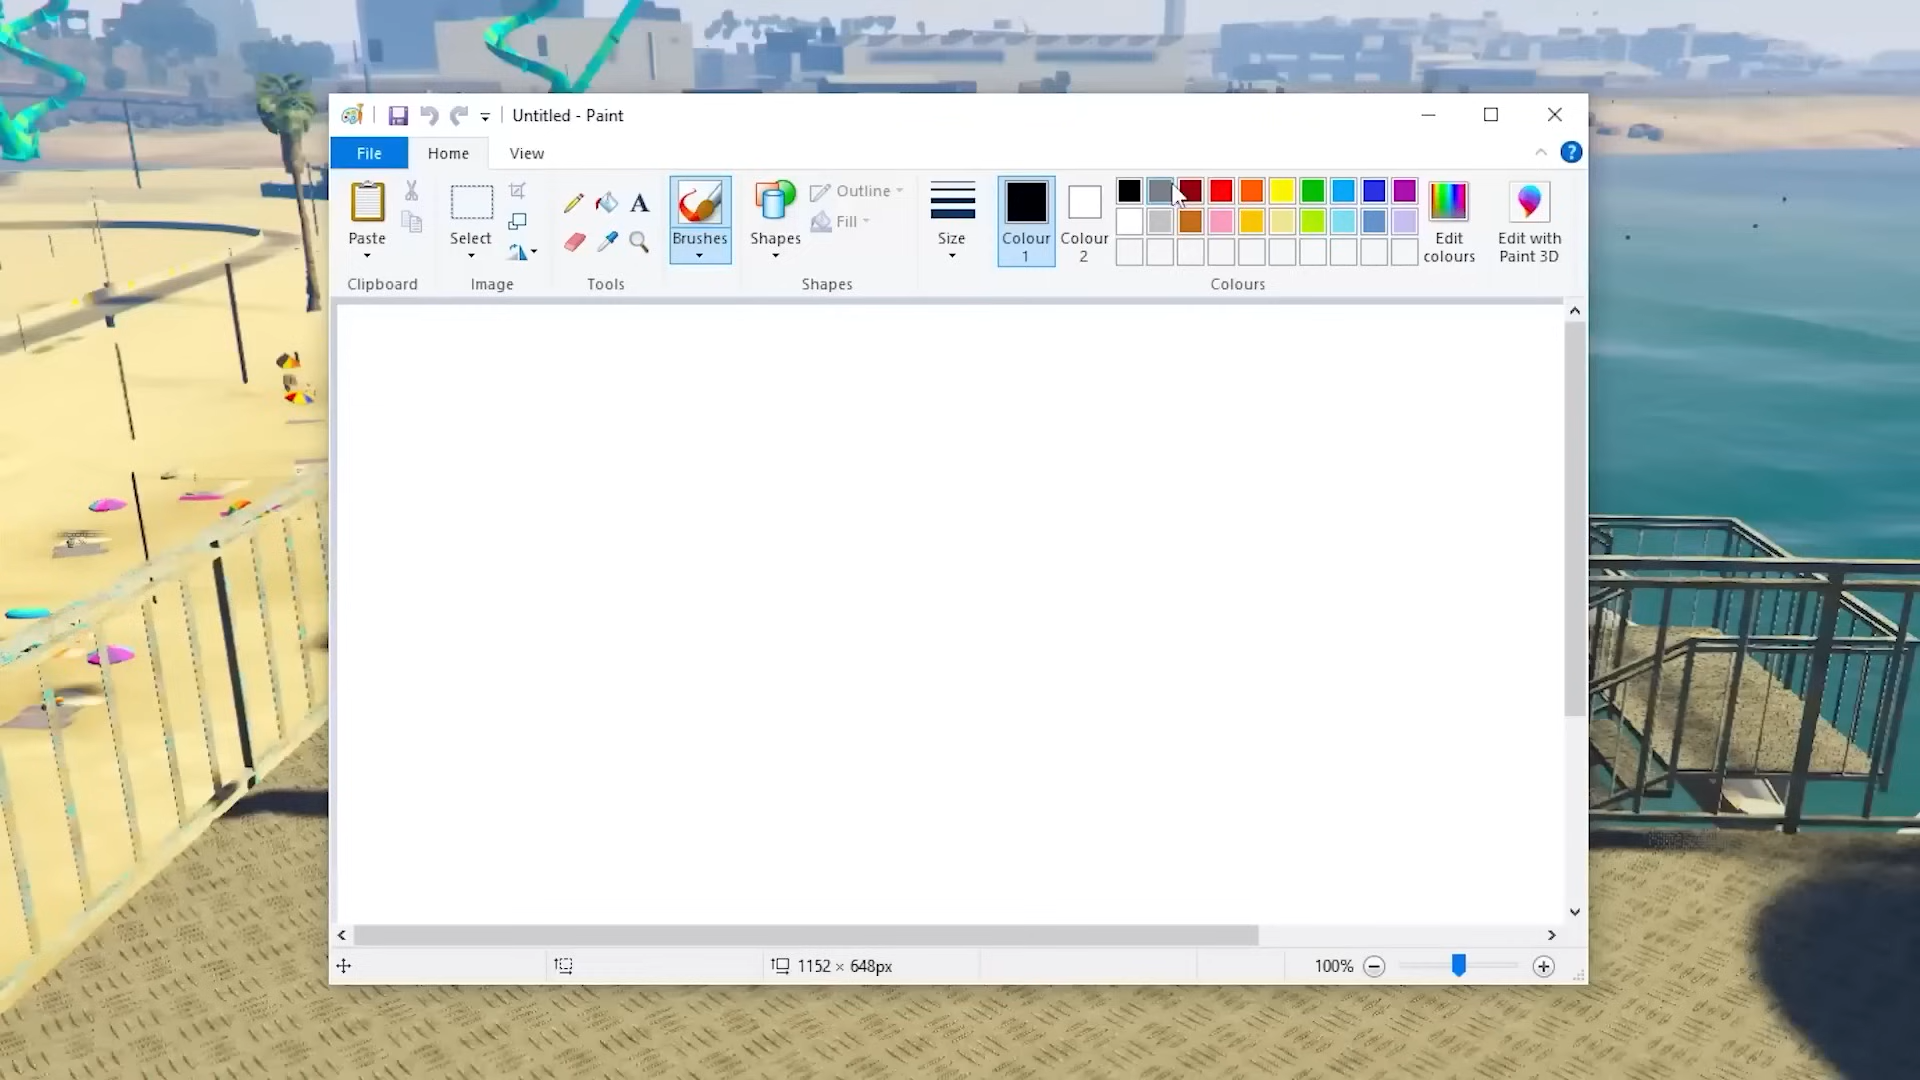 Untitled - Paint
File Home View
Paste Select Brushes Shapes Outline Fill Size Colour 1 Colour 2 Edit colours Edit with Paint 3D
Clipboard Image Tools Shapes Colours
1152 × 648px 100%